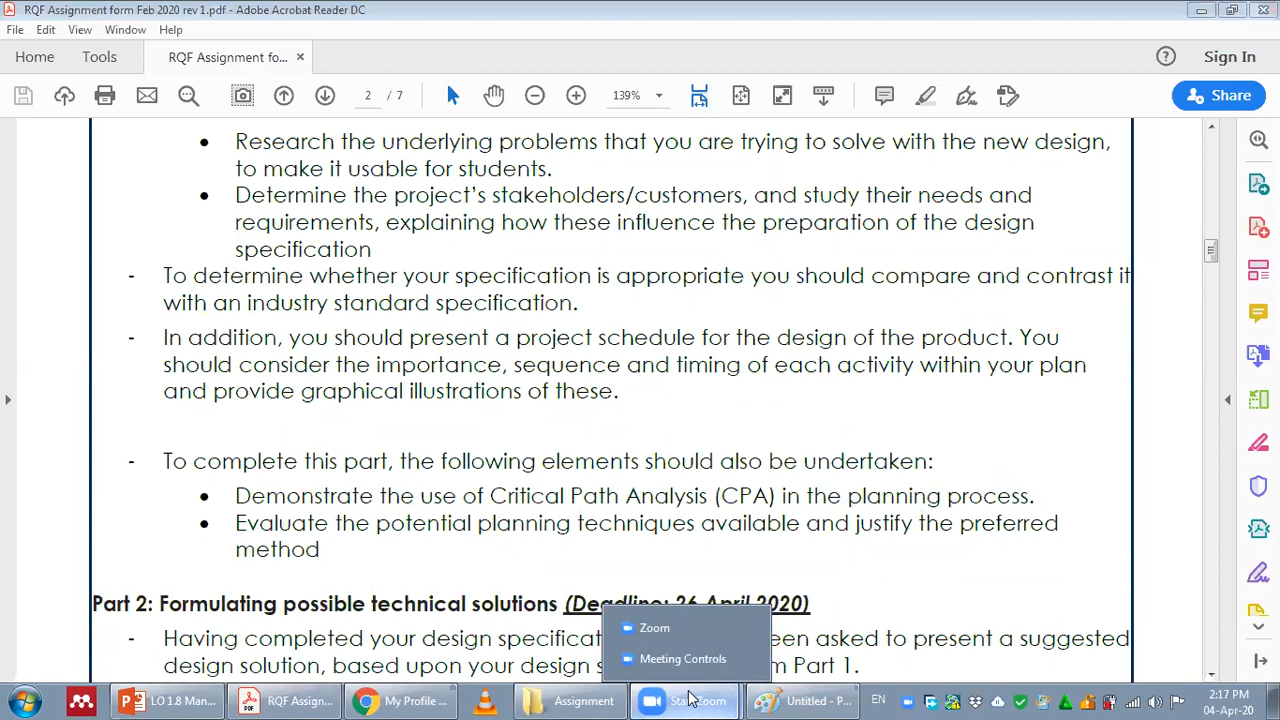 RQF Assignment form Feb 2020 rev 1.pdf - Adobe Acrobat Reader DC
File Edit View Window Help
Home Tools RQF Assignment fo... × Sign In
2 / 7 139% Share
• Research the underlying problems that you are trying to solve with the new design,
to make it usable for students.
• Determine the project's stakeholders/customers, and study their needs and
requirements, explaining how these influence the preparation of the design
specification
- To determine whether your specification is appropriate you should compare and contrast it
with an industry standard specification.
- In addition, you should present a project schedule for the design of the product. You
should consider the importance, sequence and timing of each activity within your plan
and provide graphical illustrations of these.
- To complete this part, the following elements should also be undertaken:
• Demonstrate the use of Critical Path Analysis (CPA) in the planning process.
• Evaluate the potential planning techniques available and justify the preferred
method
Part 2: Formulating possible technical solutions (Deadline: 26 April 2020)
- Having completed your design specificat een asked to present a suggested
design solution, based upon your design s m Part 1.
Zoom
Meeting Controls
LO 1.8 Man... RQF Assign... My Profile ... Assignment Zoom Untitled - P... EN 2:17 PM
04-Apr-20